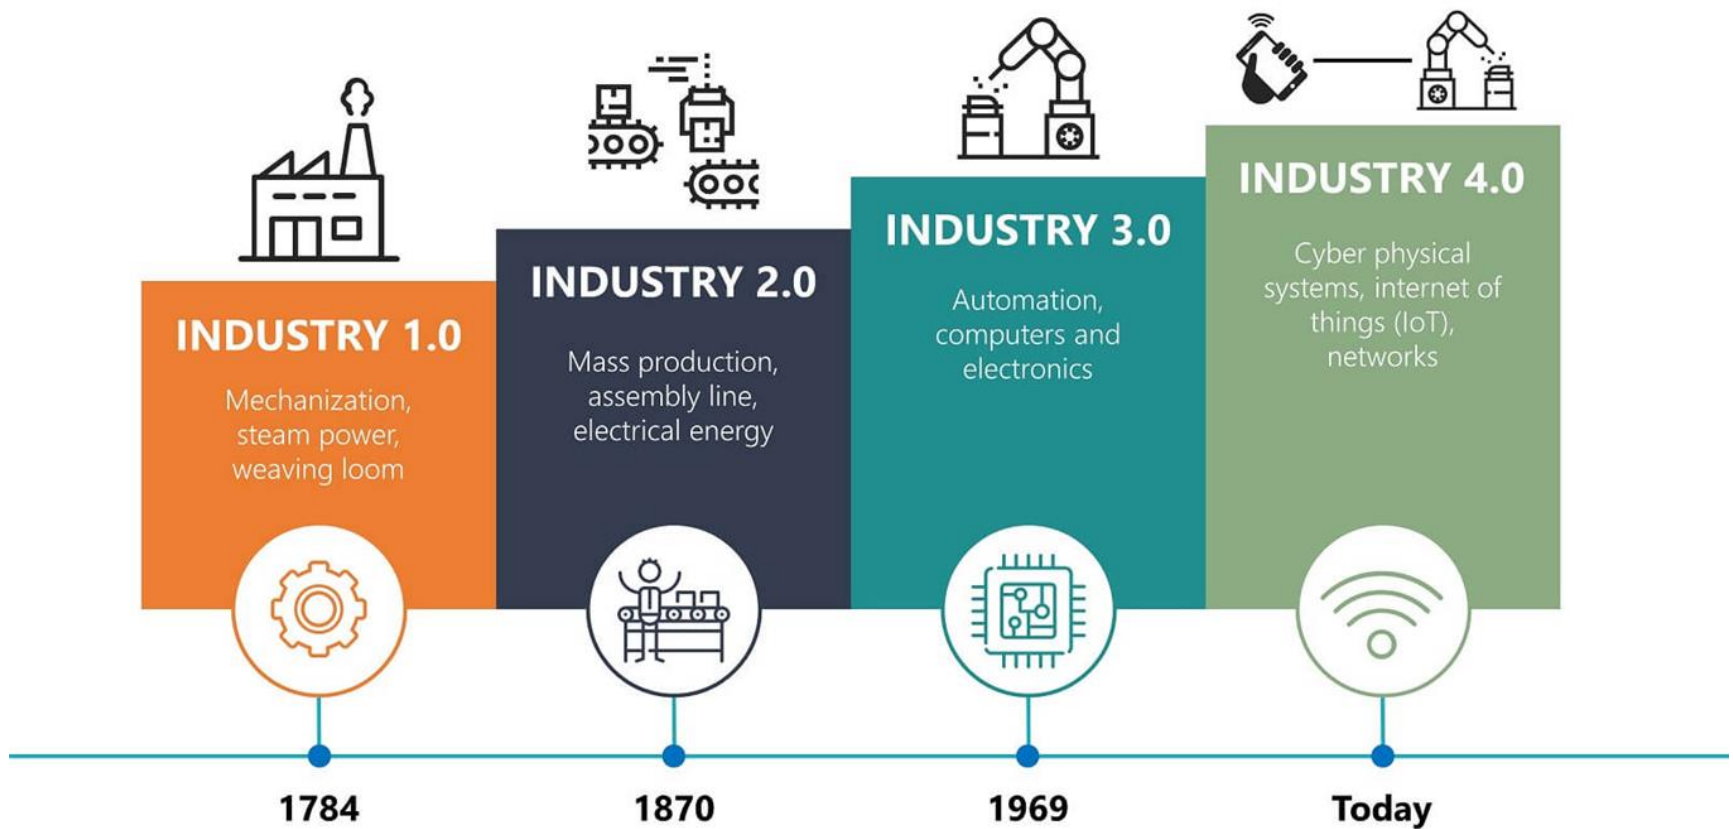 INDUSTRY 1.0
Mechanization,
steam power,
weaving loom
1784
INDUSTRY 2.0
Mass production,
assembly line,
electrical energy
1870
INDUSTRY 3.0
Automation,
computers and
electronics
1969
INDUSTRY 4.0
Cyber physical
systems, internet of
things (IoT),
networks
Today